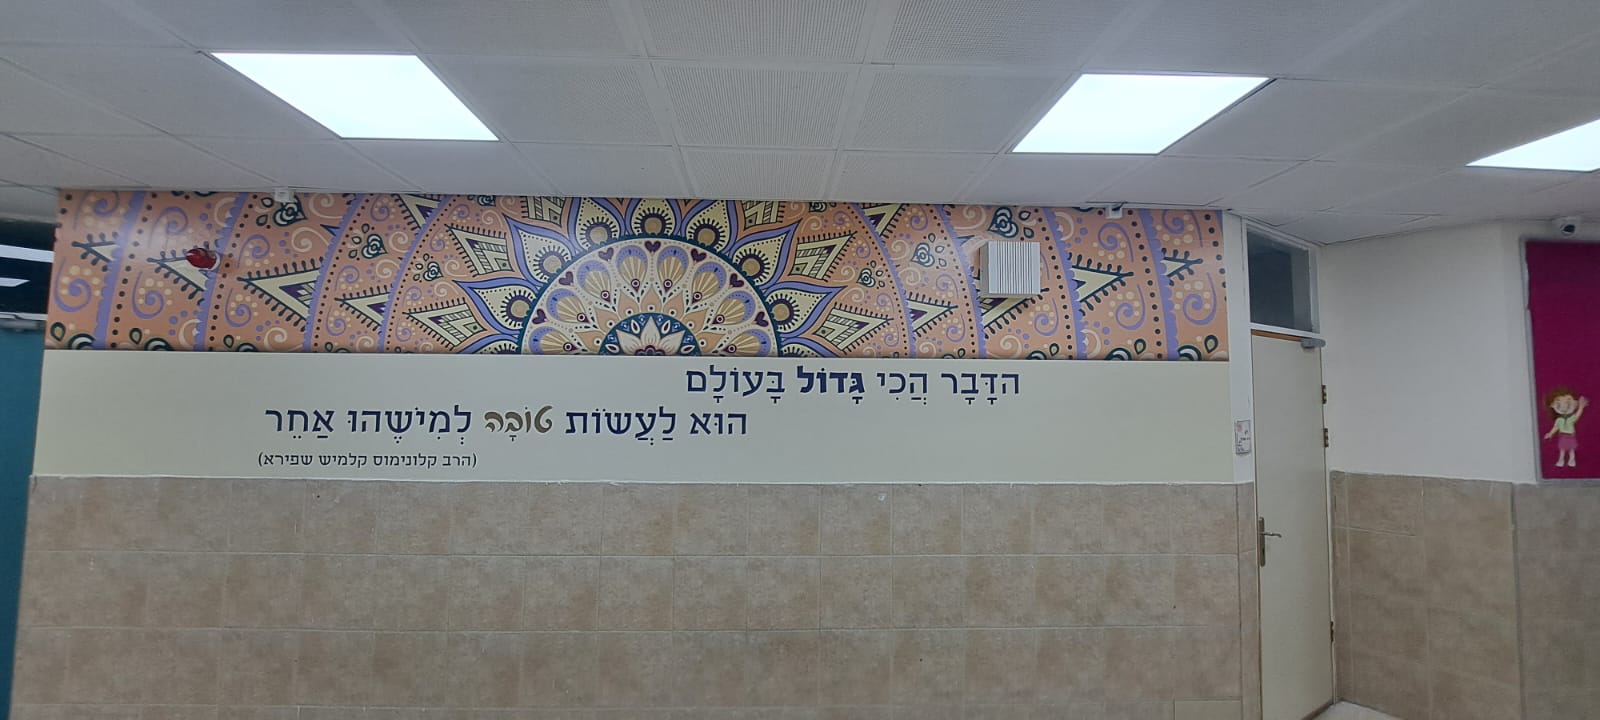 הַדָּבָר הֲכִי גָּדוֹל בָּעוֹלָם
הוּא לַעֲשׂוֹת טוֹבָה לְמִישֶׁהוּ אַחֵר
(הרב קלונימוס קלמיש שפירא)